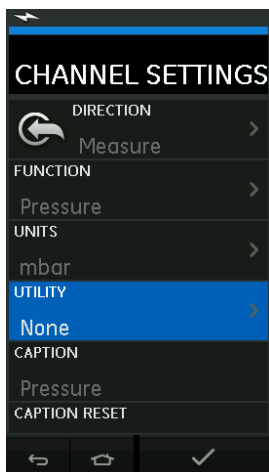 CHANNEL SETTINGS
DIRECTION
Measure
FUNCTION
Pressure
UNITS
mbar
UTILITY
None
CAPTION
Pressure
CAPTION RESET